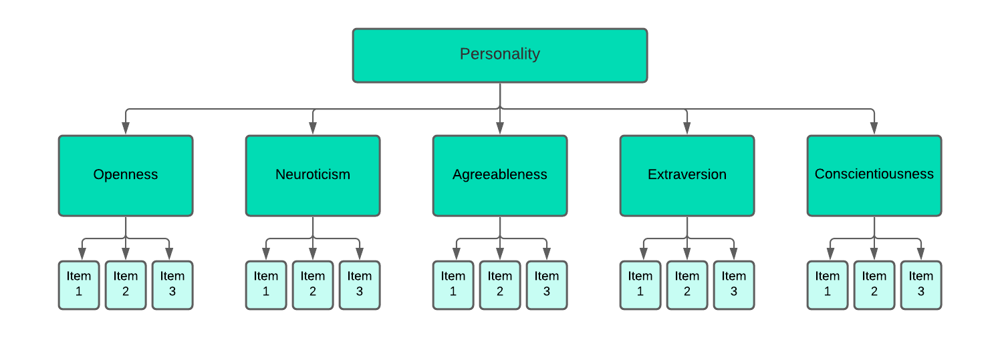 Personality
Openness
Neuroticism
Agreeableness
Extraversion
Conscientiousness
Item
1
Item
2
Item
3
Item
1
Item
2
Item
3
Item
1
Item
2
Item
3
Item
1
Item
2
Item
3
Item
1
Item
2
Item
3